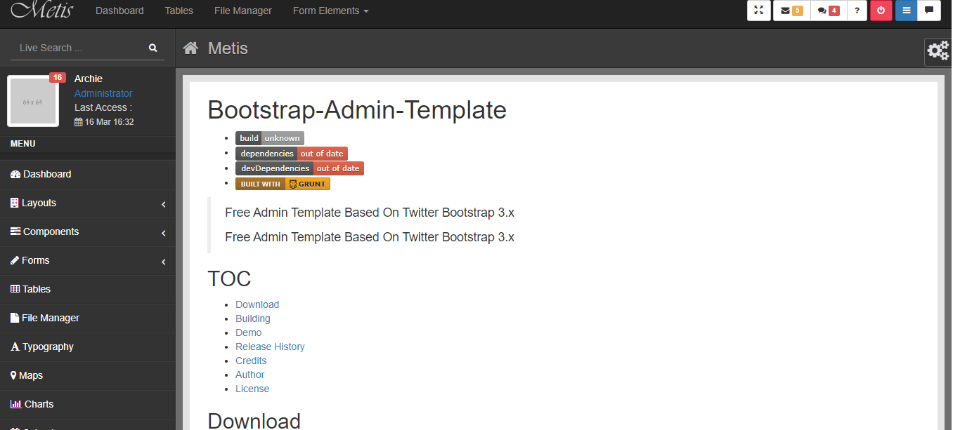 Metis Dashboard Tables File Manager Form Elements 5 4 ?
Live Search ...
Metis
16
Archie
Administrator
Last Access :
16 Mar 16:32
64 x 64
MENU
Dashboard
Layouts
Components
Forms
Tables
File Manager
Typography
Maps
Charts
Bootstrap-Admin-Template
build unknown
dependencies out of date
devDependencies out of date
BUILT WITH GRUNT
Free Admin Template Based On Twitter Bootstrap 3.x
Free Admin Template Based On Twitter Bootstrap 3.x
TOC
Download
Building
Demo
Release History
Credits
Author
License
Download